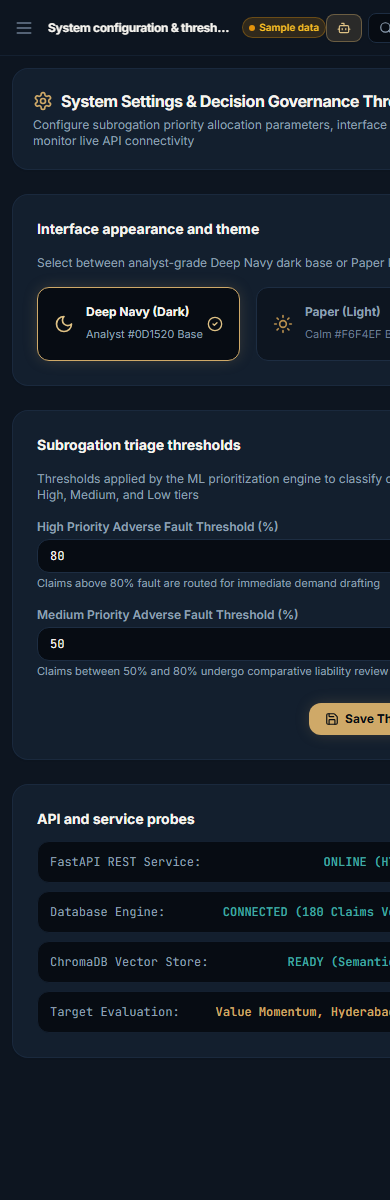 System configuration & thresh...
Sample data
System Settings & Decision Governance Thr
Configure subrogation priority allocation parameters, interface
monitor live API connectivity
Interface appearance and theme
Select between analyst-grade Deep Navy dark base or Paper
Deep Navy (Dark)
Analyst #0D1520 Base
Paper (Light)
Calm #F6F4EF
Subrogation triage thresholds
Thresholds applied by the ML prioritization engine to classify
High, Medium, and Low tiers
High Priority Adverse Fault Threshold (%)
80
Claims above 80% fault are routed for immediate demand drafting
Medium Priority Adverse Fault Threshold (%)
50
Claims between 50% and 80% undergo comparative liability review
Save Th
API and service probes
FastAPI REST Service: ONLINE (H
Database Engine: CONNECTED (180 Claims V
ChromaDB Vector Store: READY (Semanti
Target Evaluation: Value Momentum, Hyderaba